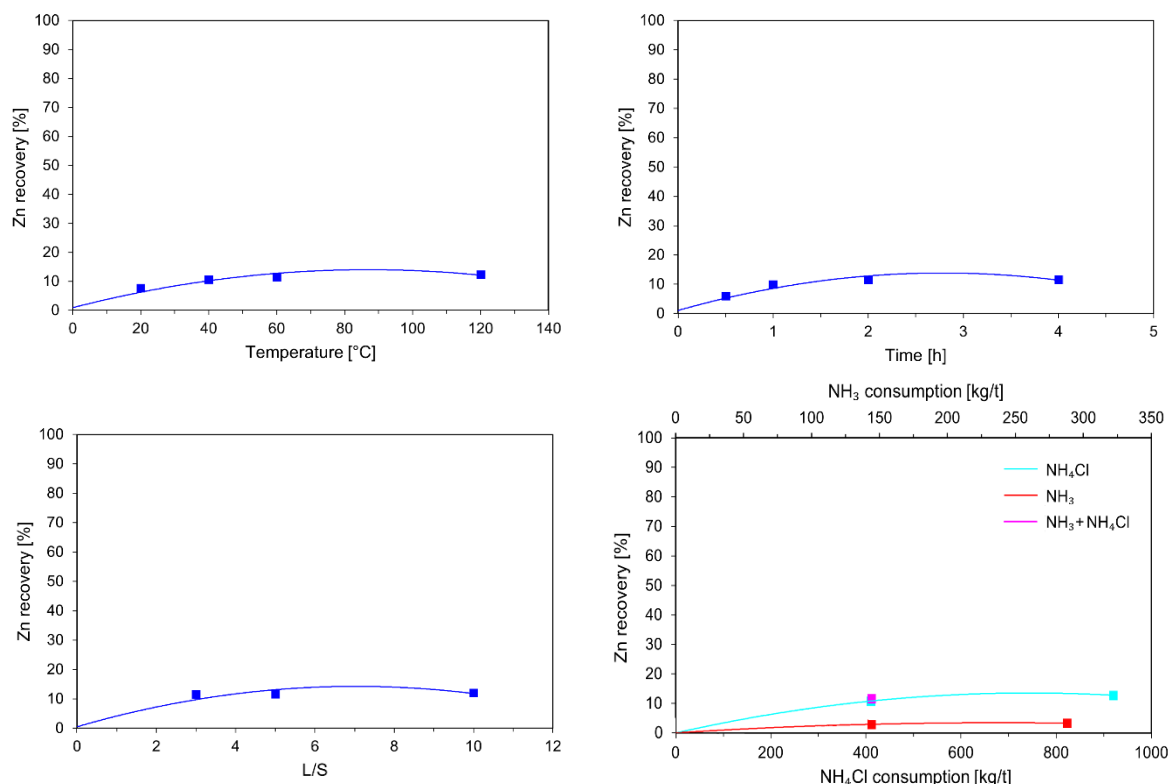 100
90
80
70
60
50
40
30
20
10
0
Zn recovery [%]
0 20 40 60 80 100 120 140
Temperature [°C]
100
90
80
70
60
50
40
30
20
10
0
Zn recovery [%]
0 1 2 3 4 5
Time [h]
100
90
80
70
60
50
40
30
20
10
0
Zn recovery [%]
0 2 4 6 8 10 12
L/S
NH₃ consumption [kg/t]
0 50 100 150 200 250 300 350
100
90
80
70
60
50
40
30
20
10
0
Zn recovery [%]
NH₄Cl
NH₃
NH₃+NH₄Cl
0 200 400 600 800 1000
NH₄Cl consumption [kg/t]